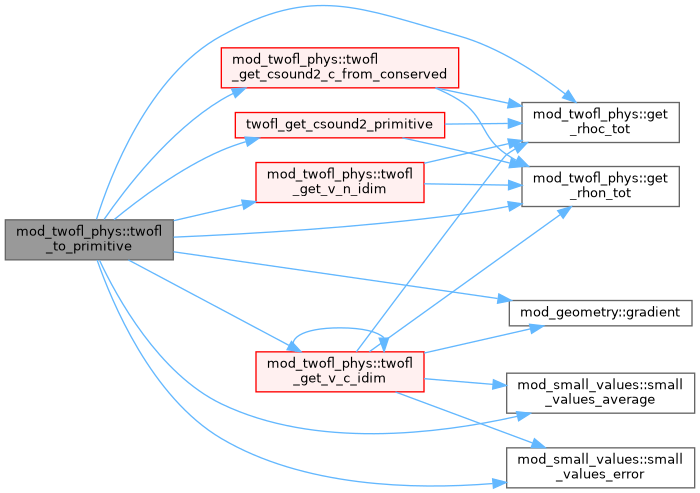 mod_twofl_phys::twofl
_get_csound2_c_from_conserved
mod_twofl_phys::get
_rhoc_tot
twofl_get_csound2_primitive
mod_twofl_phys::twofl
_get_v_n_idim
mod_twofl_phys::get
_rhon_tot
mod_twofl_phys::twofl
_to_primitive
mod_geometry::gradient
mod_twofl_phys::twofl
_get_v_c_idim
mod_small_values::small
_values_average
mod_small_values::small
_values_error